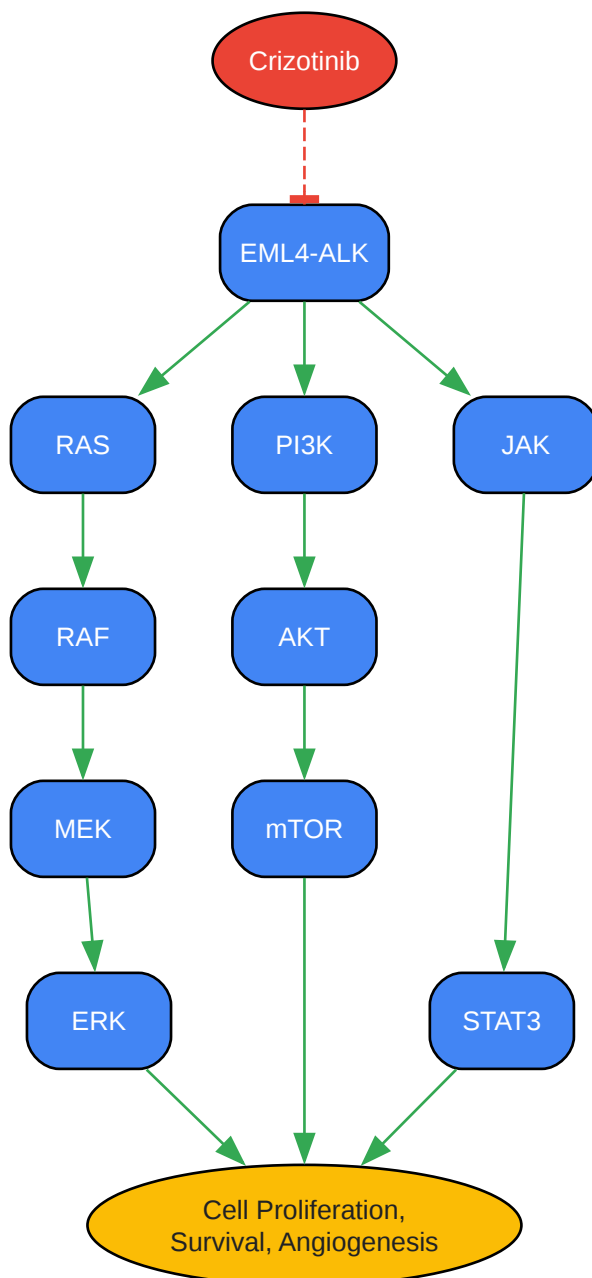 Crizotinib
EML4-ALK
RAS
PI3K
JAK
RAF
AKT
MEK
mTOR
ERK
STAT3
Cell Proliferation,
Survival, Angiogenesis